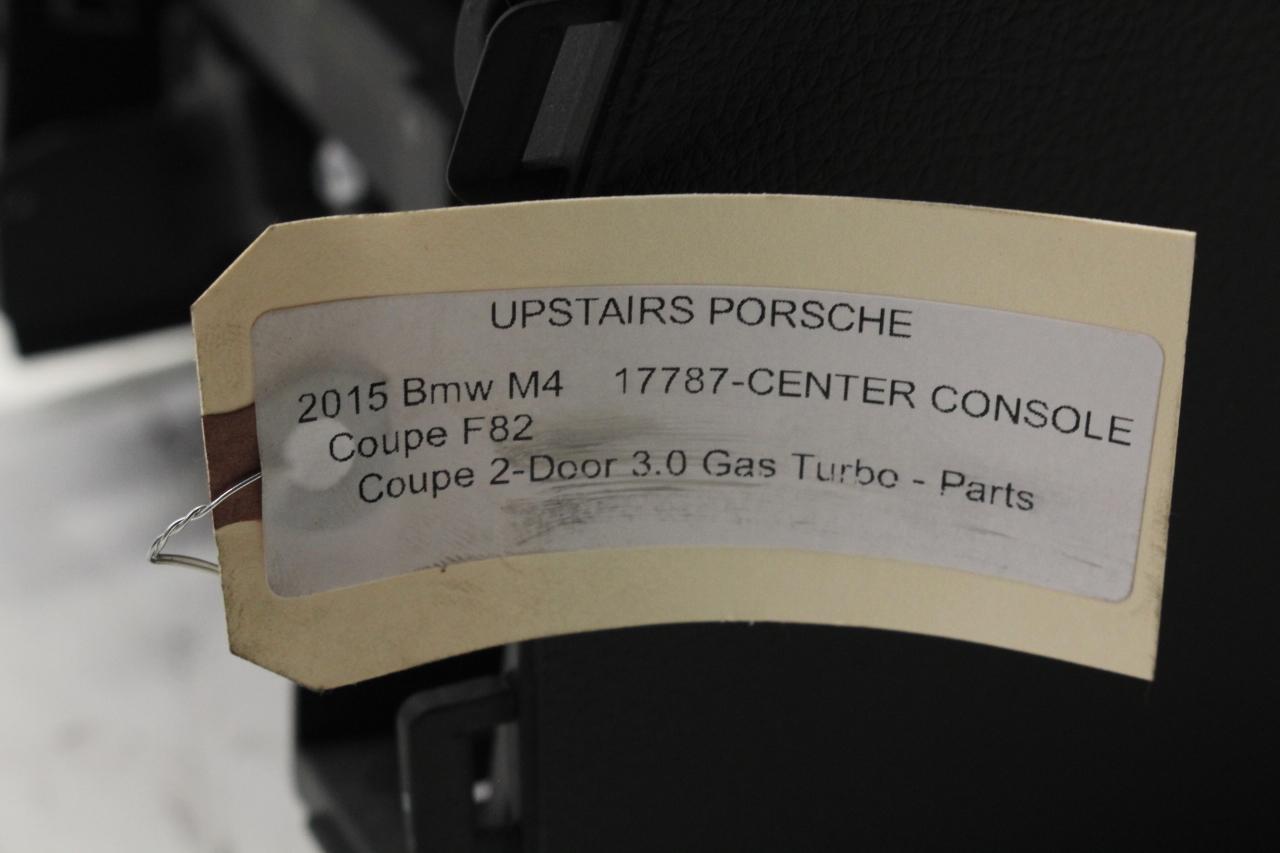 UPSTAIRS PORSCHE
2015 Bmw M4 17787-CENTER CONSOLE
Coupe F82
Coupe 2-Door 3.0 Gas Turbo - Parts